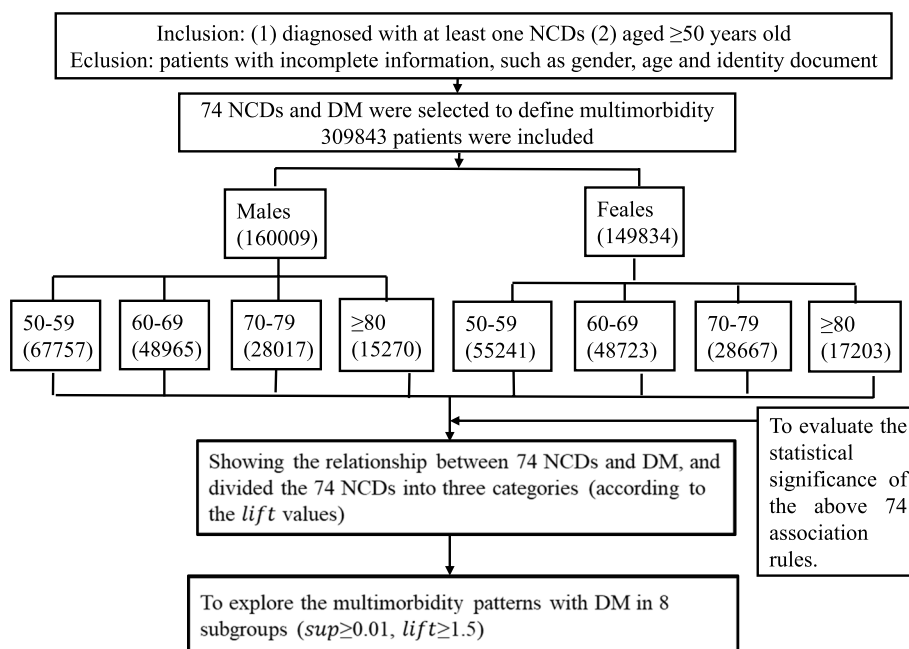 Inclusion: (1) diagnosed with at least one NCDs (2) aged ≥50 years old
Eclusion: patients with incomplete information, such as gender, age and identity document
74 NCDs and DM were selected to define multimorbidity
309843 patients were included
Males
(160009)
Feales
(149834)
50-59
(67757)
60-69
(48965)
70-79
(28017)
≥80
(15270)
50-59
(55241)
60-69
(48723)
70-79
(28667)
≥80
(17203)
To evaluate the
statistical
significance of
the above 74
association
rules.
Showing the relationship between 74 NCDs and DM, and
divided the 74 NCDs into three categories (according to
the lift values)
To explore the multimorbidity patterns with DM in 8
subgroups (sup≥0.01, lift≥1.5)